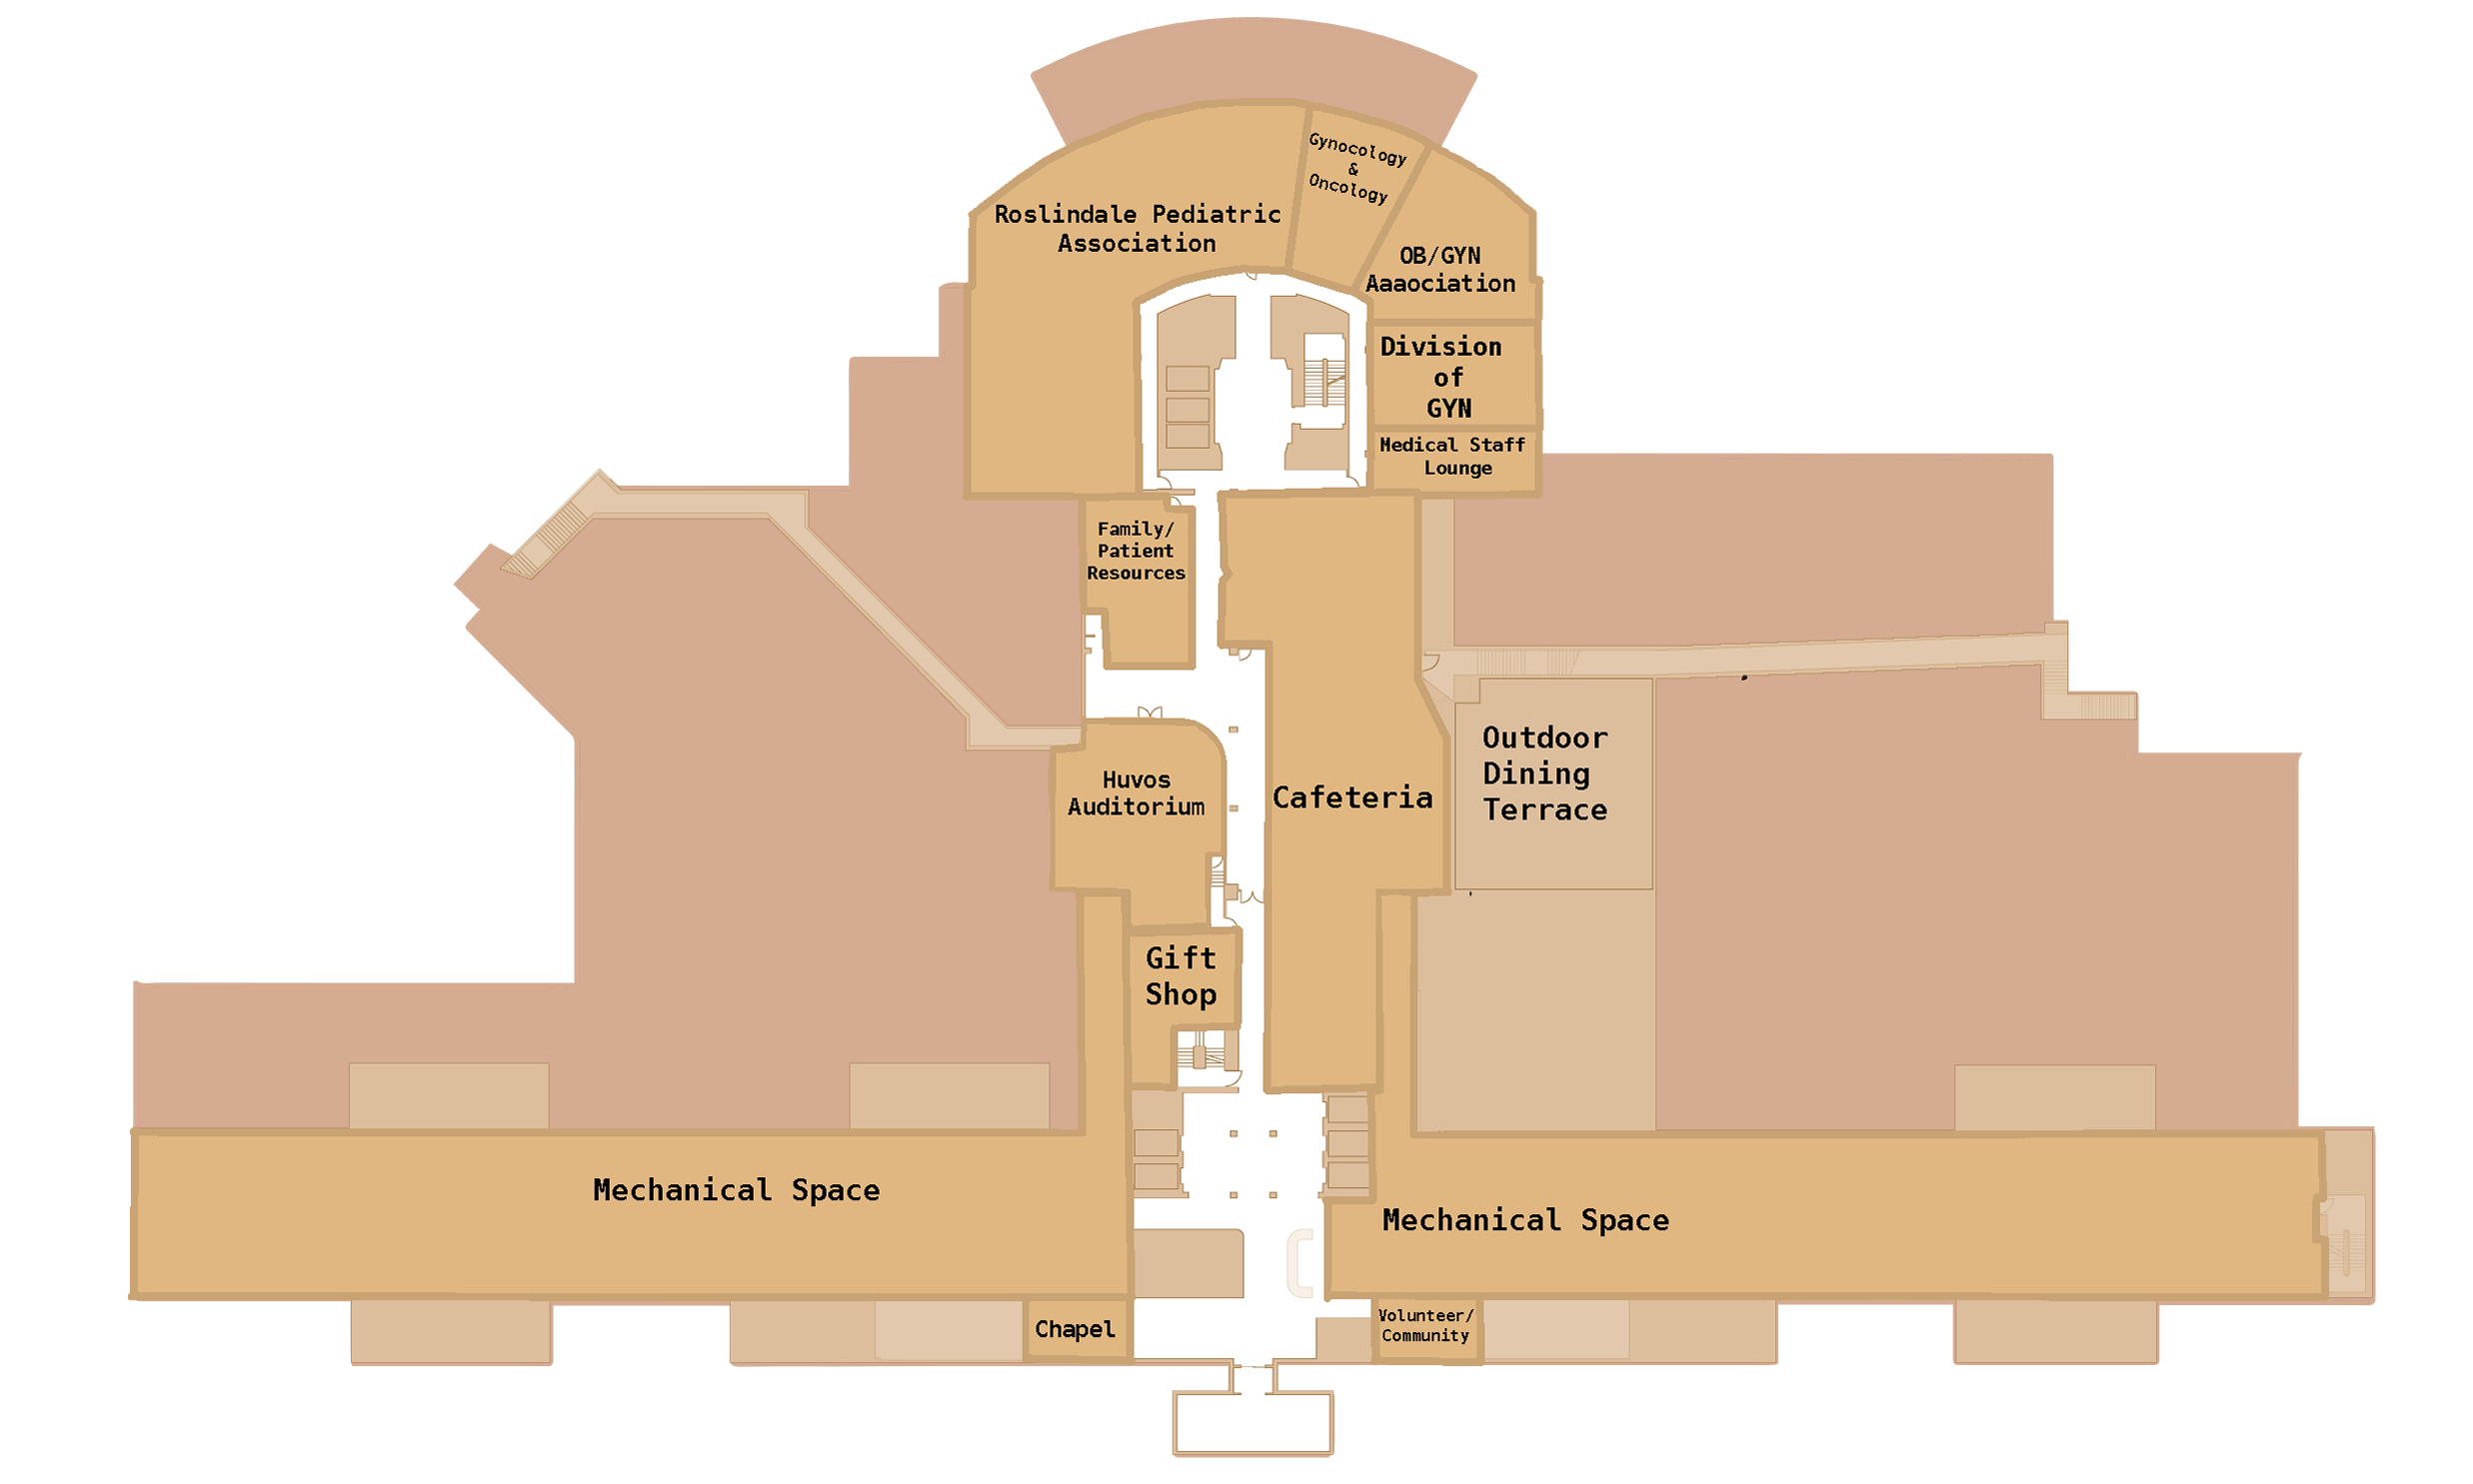 Gynocology
&
Oncology
Roslindale Pediatric
Association
OB/GYN
Aaaociation
Division
of
GYN
Medical Staff
Lounge
Family/
Patient
Resources
Outdoor
Dining
Terrace
Huvos
Auditorium
Cafeteria
Gift
Shop
Mechanical Space
Mechanical Space
Chapel
Volunteer/
Community